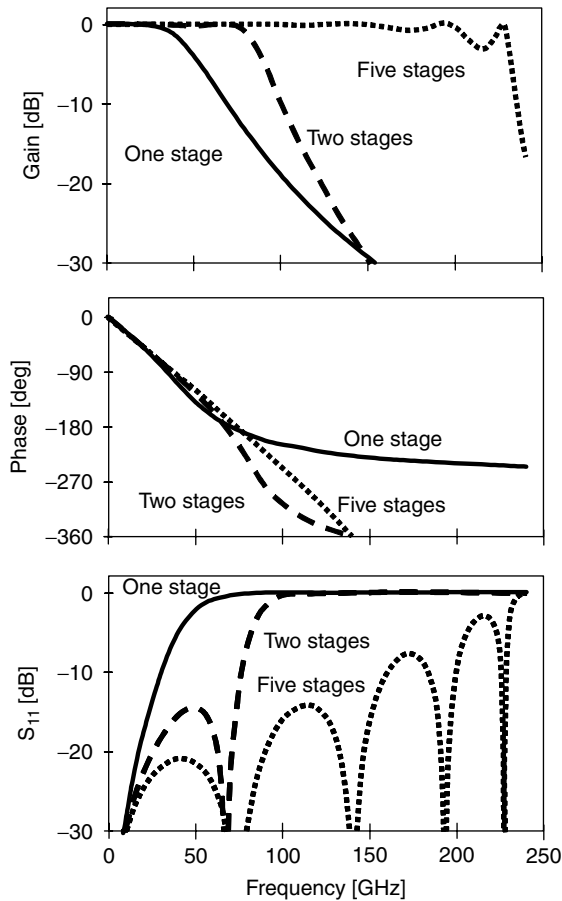 0
–10
–20
–30
Gain [dB]
Five stages
Two stages
One stage
0
–90
–180
–270
–360
Phase [deg]
One stage
Two stages
Five stages
0
–10
–20
–30
S11 [dB]
One stage
Two stages
Five stages
0 50 100 150 200 250
Frequency [GHz]